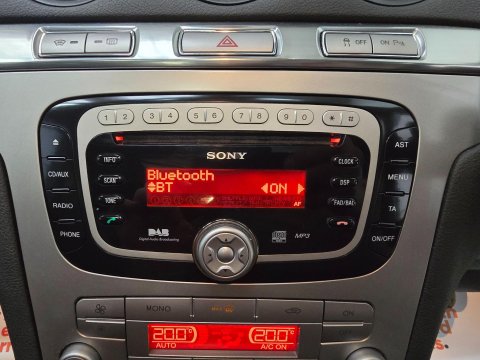 OFF ON P
1 2 3 4 5 6 7 8 9 0 * #
SONY
INFO
SCAN
TONE
CD/AUX
RADIO
PHONE
Bluetooth
BT ON
AF
CLOCK
DSP
FAD/BAL
AST
MENU
TA
ON/OFF
DAB
Digital Audio Broadcasting
MP3
MONO
OFF
20.0°C 20.0°C
AUTO A/C ON